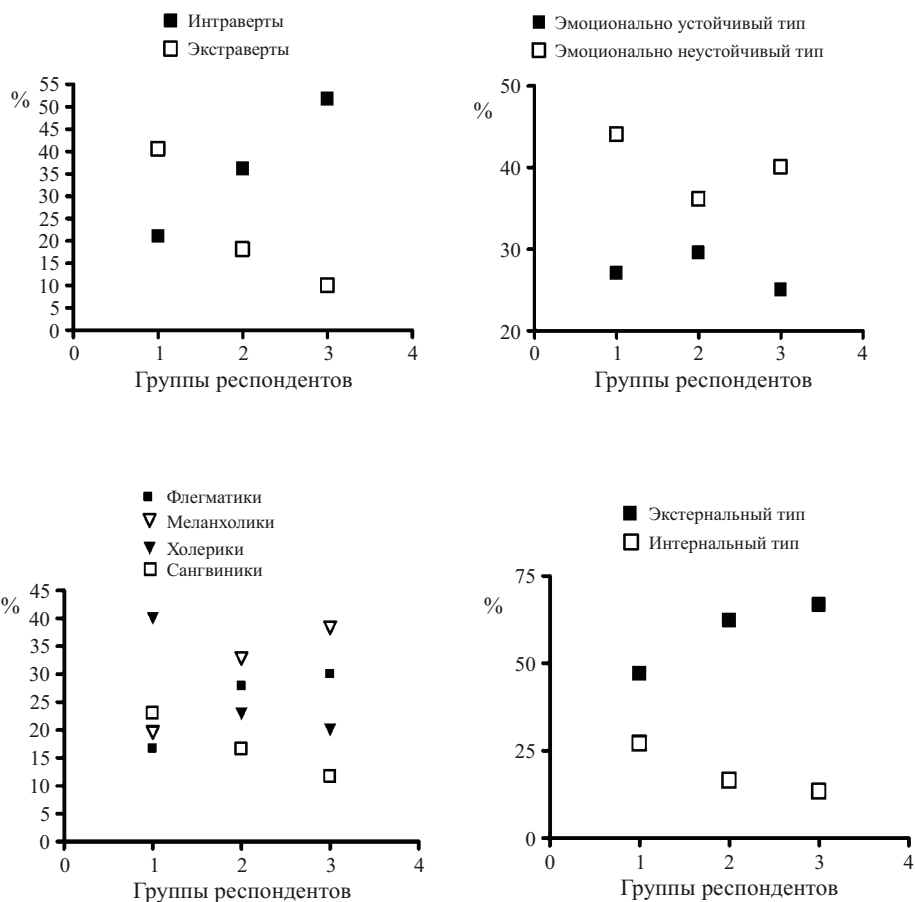 Интраверты
Экстраверты
%
55
50
45
40
35
30
25
20
15
10
5
0
0 1 2 3 4
Группы респондентов
Эмоционально устойчивый тип
Эмоционально неустойчивый тип
%
50
40
30
20
0 1 2 3 4
Группы респондентов
Флегматики
Меланхолики
Холерики
Сангвиники
%
45
40
35
30
25
20
15
10
5
0
0 1 2 3 4
Группы респондентов
Экстернальный тип
Интернальный тип
%
75
50
25
0
0 1 2 3 4
Группы респондентов